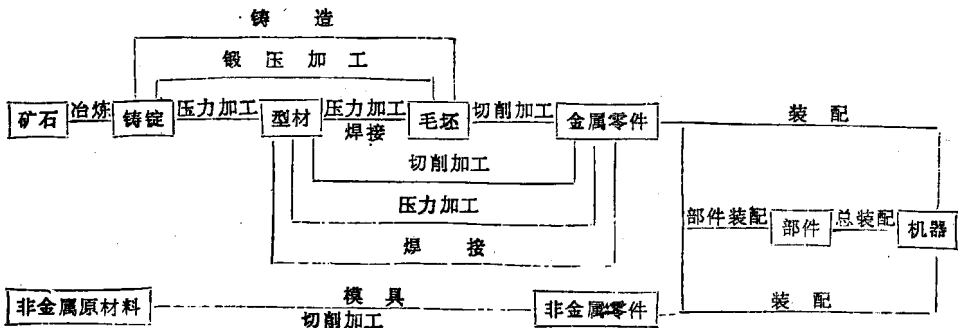 铸 造
锻 压 加 工
矿石 冶炼 铸锭 压力加工 型材 压力加工 毛坯 切削加工 金属零件 装 配
焊接
切削加工
压力加工
部件装配 部件 总装配 机器
焊 接
非金属原材料 模 具 非金属零件 装 配
切削加工